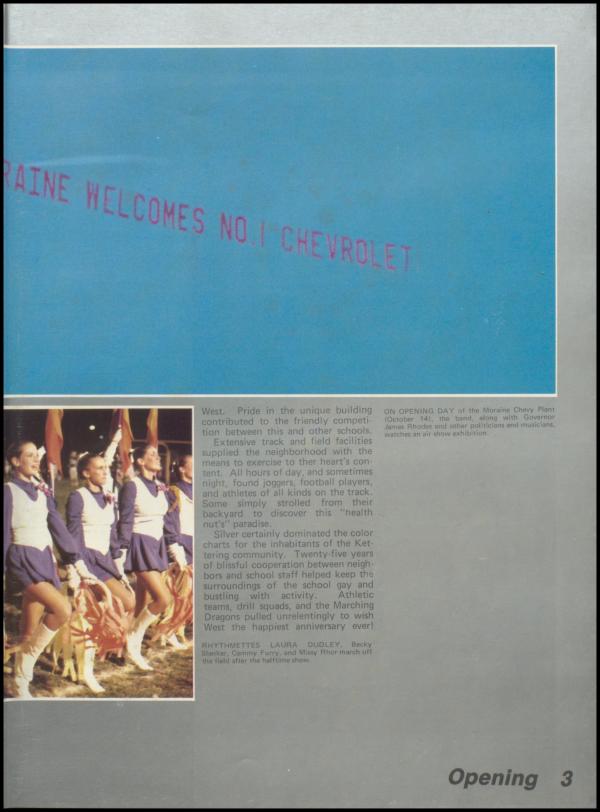 RAINE WELCOMES NO.1 CHEVROLET
West. Pride in the unique building
contributed to the friendly competi-
tion between this and other schools.
Extensive track and field facilities
supplied the neighborhood with the
means to exercise to ther heart's con-
tent. All hours of day, and sometimes
night, found joggers, football players,
and athletes of all kinds on the track.
Some simply strolled from their
backyard to discover this "health
nut's" paradise.
Silver certainly dominated the color
charts for the inhabitants of the Ket-
tering community. Twenty-five years
of blissful cooperation between neigh-
bors and school staff helped keep the
surroundings of the school gay and
bustling with activity. Athletic
teams, drill squads, and the Marching
Dragons pulled unrelentingly to wish
West the happiest anniversary ever!
RHYTHMETTES LAURA DUDLEY, Becky
Slanker, Cammy Furry, and Missy Rhor march off
the field after the halftime show.
ON OPENING DAY of the Moraine Chevy Plant
(October 14), the band, along with Governor
James Rhodes and other politicians and musicians,
watches an air show exhibition.
Opening 3